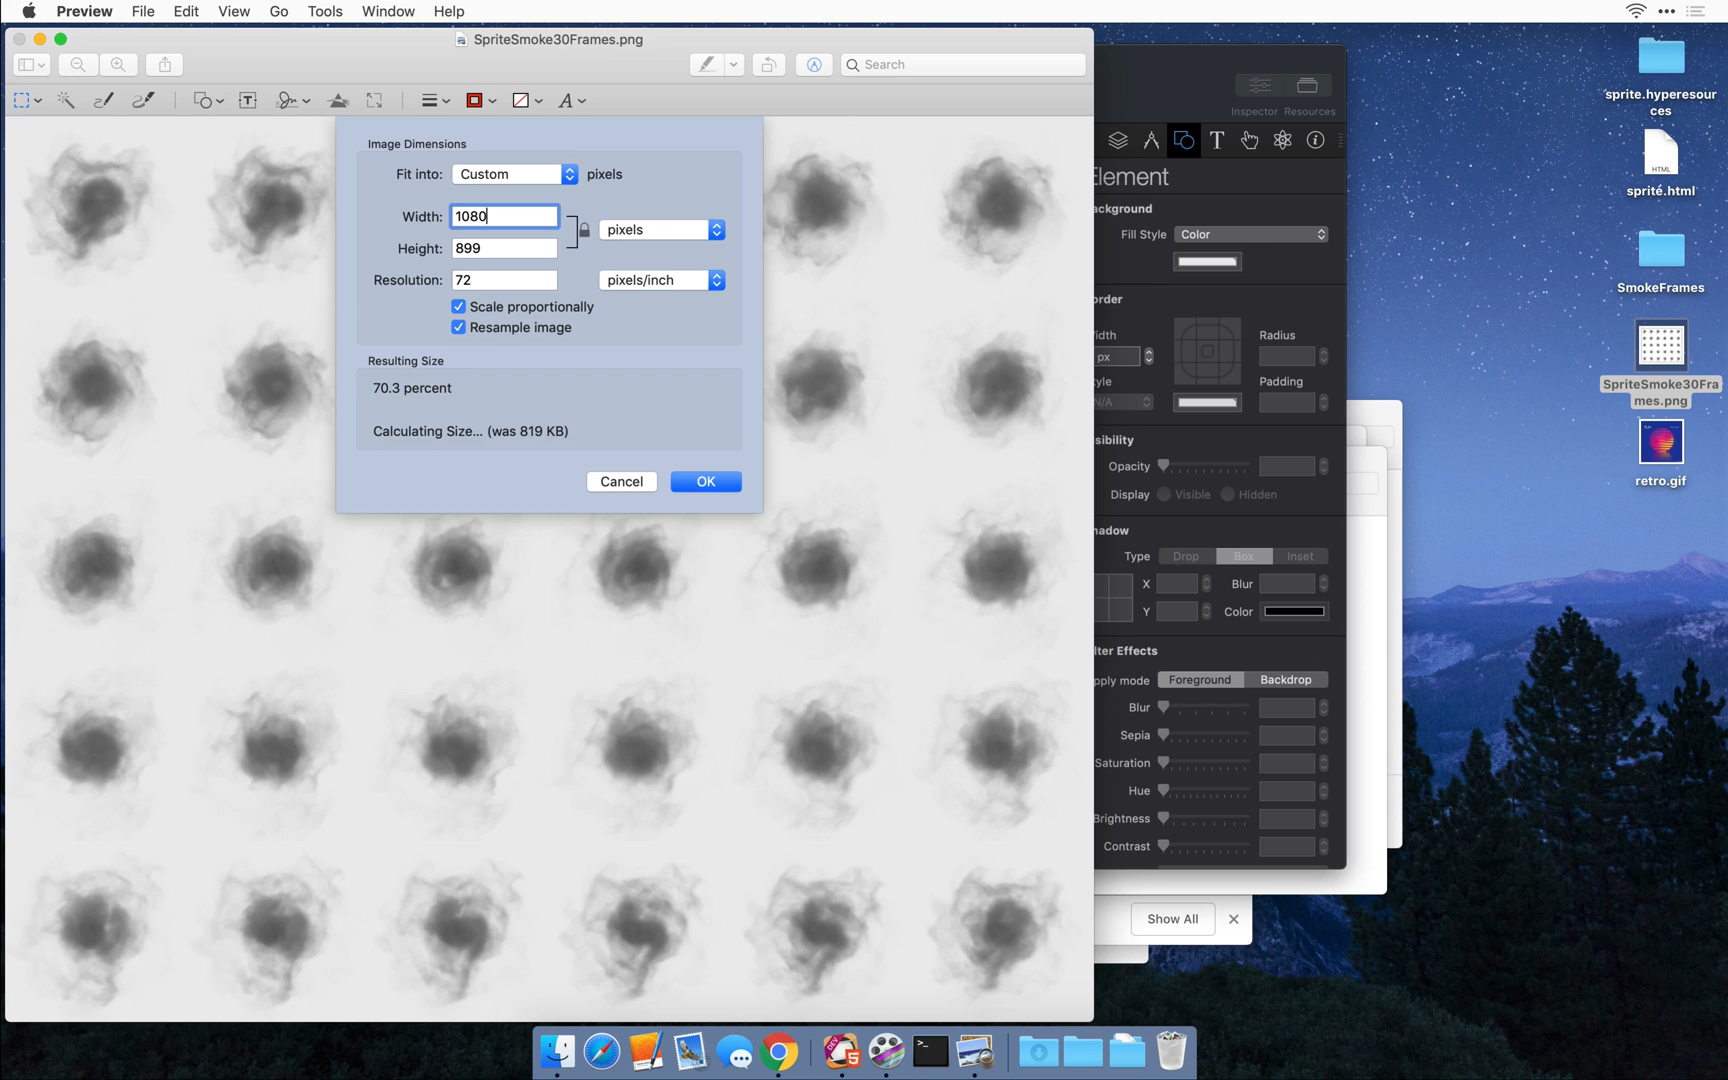 Preview File Edit View Go Tools Window Help
SpriteSmoke30Frames.png
Search
Image Dimensions
Fit into: Custom pixels
Width: 1080
Height: 899
pixels
Resolution: 72 pixels/inch
Scale proportionally
Resample image
Resulting Size
70.3 percent
Calculating Size... (was 819 KB)
Cancel OK
Inspector Resources
Element
ackground
Fill Style Color
order
idth Radius
px
tyle Padding
N/A
isibility
Opacity
Display Visible Hidden
hadow
Type Drop Box Inset
X Blur
Y Color
lter Effects
pply mode Foreground Backdrop
Blur
Sepia
Saturation
Hue
Brightness
Contrast
Show All
sprite.hyperesour
ces
HTML
sprite.html
SmokeFrames
SpriteSmoke30Fra
mes.png
retro.gif
DEV
5
>_